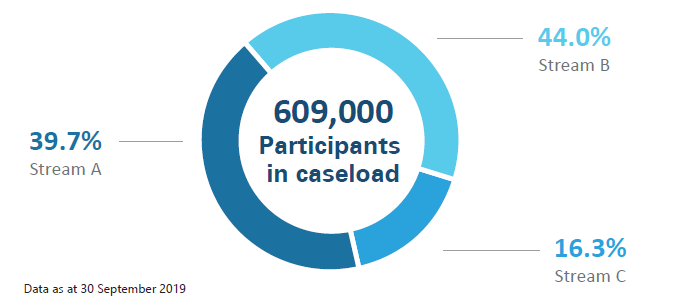 44.0%
Stream B
609,000
Participants
in caseload
39.7%
Stream A
16.3%
Stream C
Data as at 30 September 2019